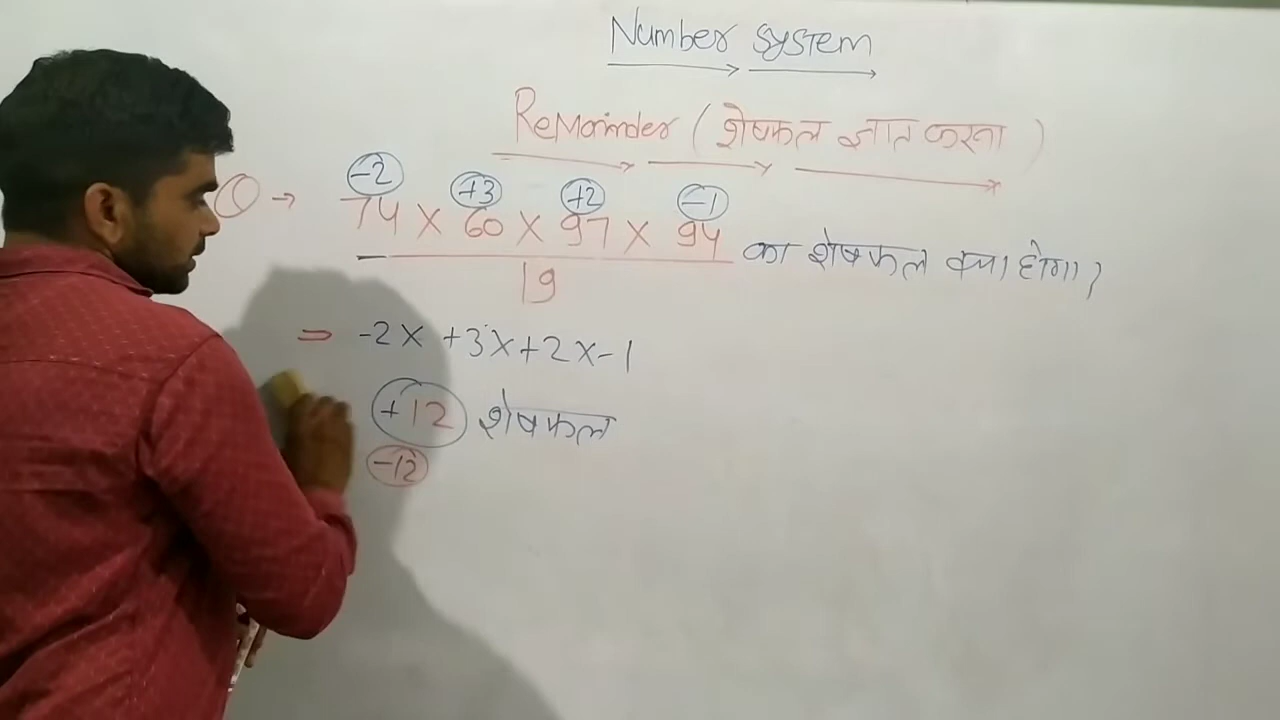 Number system
Remainder (शेषफल ज्ञात करना)
① → 74 × 60 × 97 × 94 का शेषफल क्या होगा?
-2 +3 +2 -1
19
= -2× +3×+2×-1
+12 शेषफल
-12